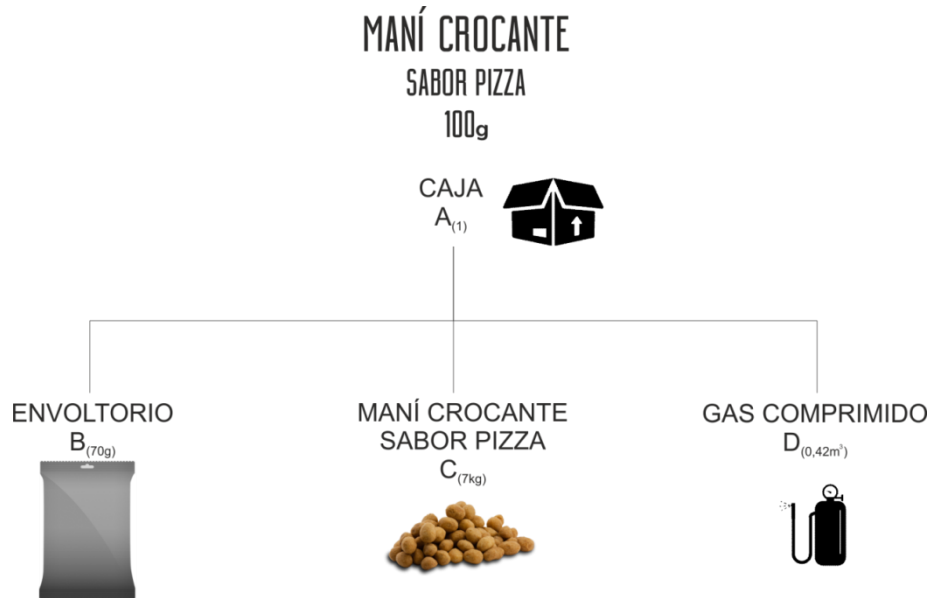 MANÍ CROCANTE
SABOR PIZZA
100g
CAJA
A(1)
ENVOLTORIO
B(70g)
MANÍ CROCANTE
SABOR PIZZA
C(7kg)
GAS COMPRIMIDO
D(0,42m³)